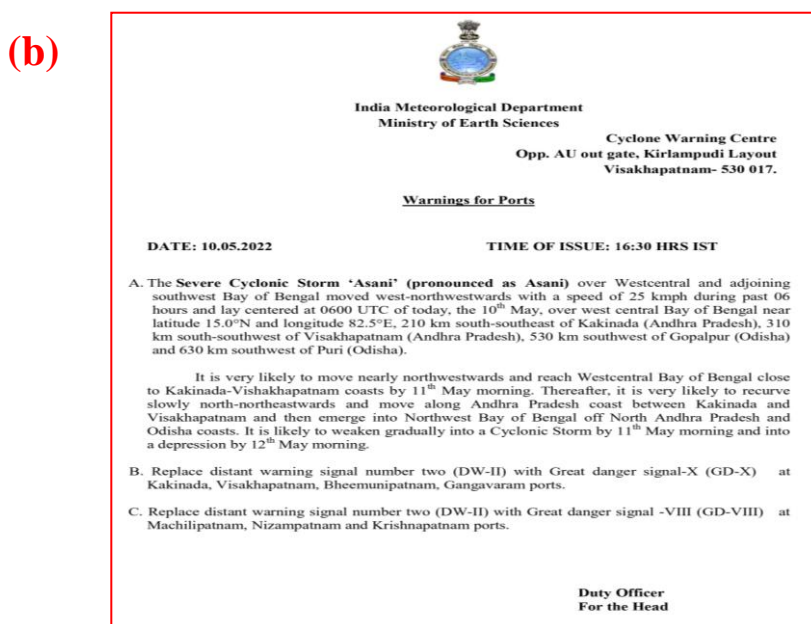 (b)
India Meteorological Department
Ministry of Earth Sciences
Cyclone Warning Centre
Opp. AU out gate, Kirlampudi Layout
Visakhapatnam- 530 017.
Warnings for Ports
DATE: 10.05.2022 TIME OF ISSUE: 16:30 HRS IST
A. The Severe Cyclonic Storm ‘Asani’ (pronounced as Asani) over Westcentral and adjoining
southwest Bay of Bengal moved west-northwestwards with a speed of 25 kmph during past 06
hours and lay centered at 0600 UTC of today, the 10th May, over west central Bay of Bengal near
latitude 15.0°N and longitude 82.5°E, 210 km south-southeast of Kakinada (Andhra Pradesh), 310
km south-southwest of Visakhapatnam (Andhra Pradesh), 530 km southwest of Gopalpur (Odisha)
and 630 km southwest of Puri (Odisha).
It is very likely to move nearly northwestwards and reach Westcentral Bay of Bengal close
to Kakinada-Vishakhapatnam coasts by 11th May morning. Thereafter, it is very likely to recurve
slowly north-northeastwards and move along Andhra Pradesh coast between Kakinada and
Visakhapatnam and then emerge into Northwest Bay of Bengal off North Andhra Pradesh and
Odisha coasts. It is likely to weaken gradually into a Cyclonic Storm by 11th May morning and into
a depression by 12th May morning.
B. Replace distant warning signal number two (DW-II) with Great danger signal-X (GD-X) at
Kakinada, Visakhapatnam, Bheemunipatnam, Gangavaram ports.
C. Replace distant warning signal number two (DW-II) with Great danger signal -VIII (GD-VIII) at
Machilipatnam, Nizampatnam and Krishnapatnam ports.
Duty Officer
For the Head